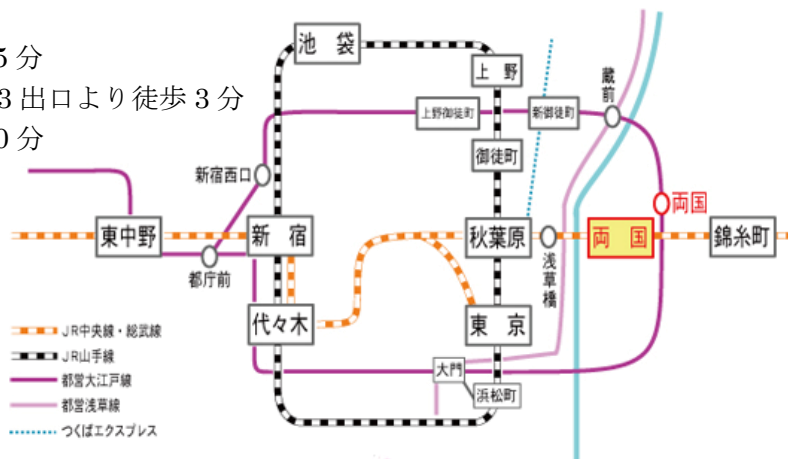 5 分
3 出口より徒歩 3 分
0 分
池袋
上野
蔵前
上野御徒町
新御徒町
御徒町
新宿西口
両国
東中野
新宿
秋葉原
浅草橋
両国
錦糸町
都庁前
代々木
東京
大門
浜松町
JR中央線・総武線
JR山手線
都営大江戸線
都営浅草線
つくばエクスプレス